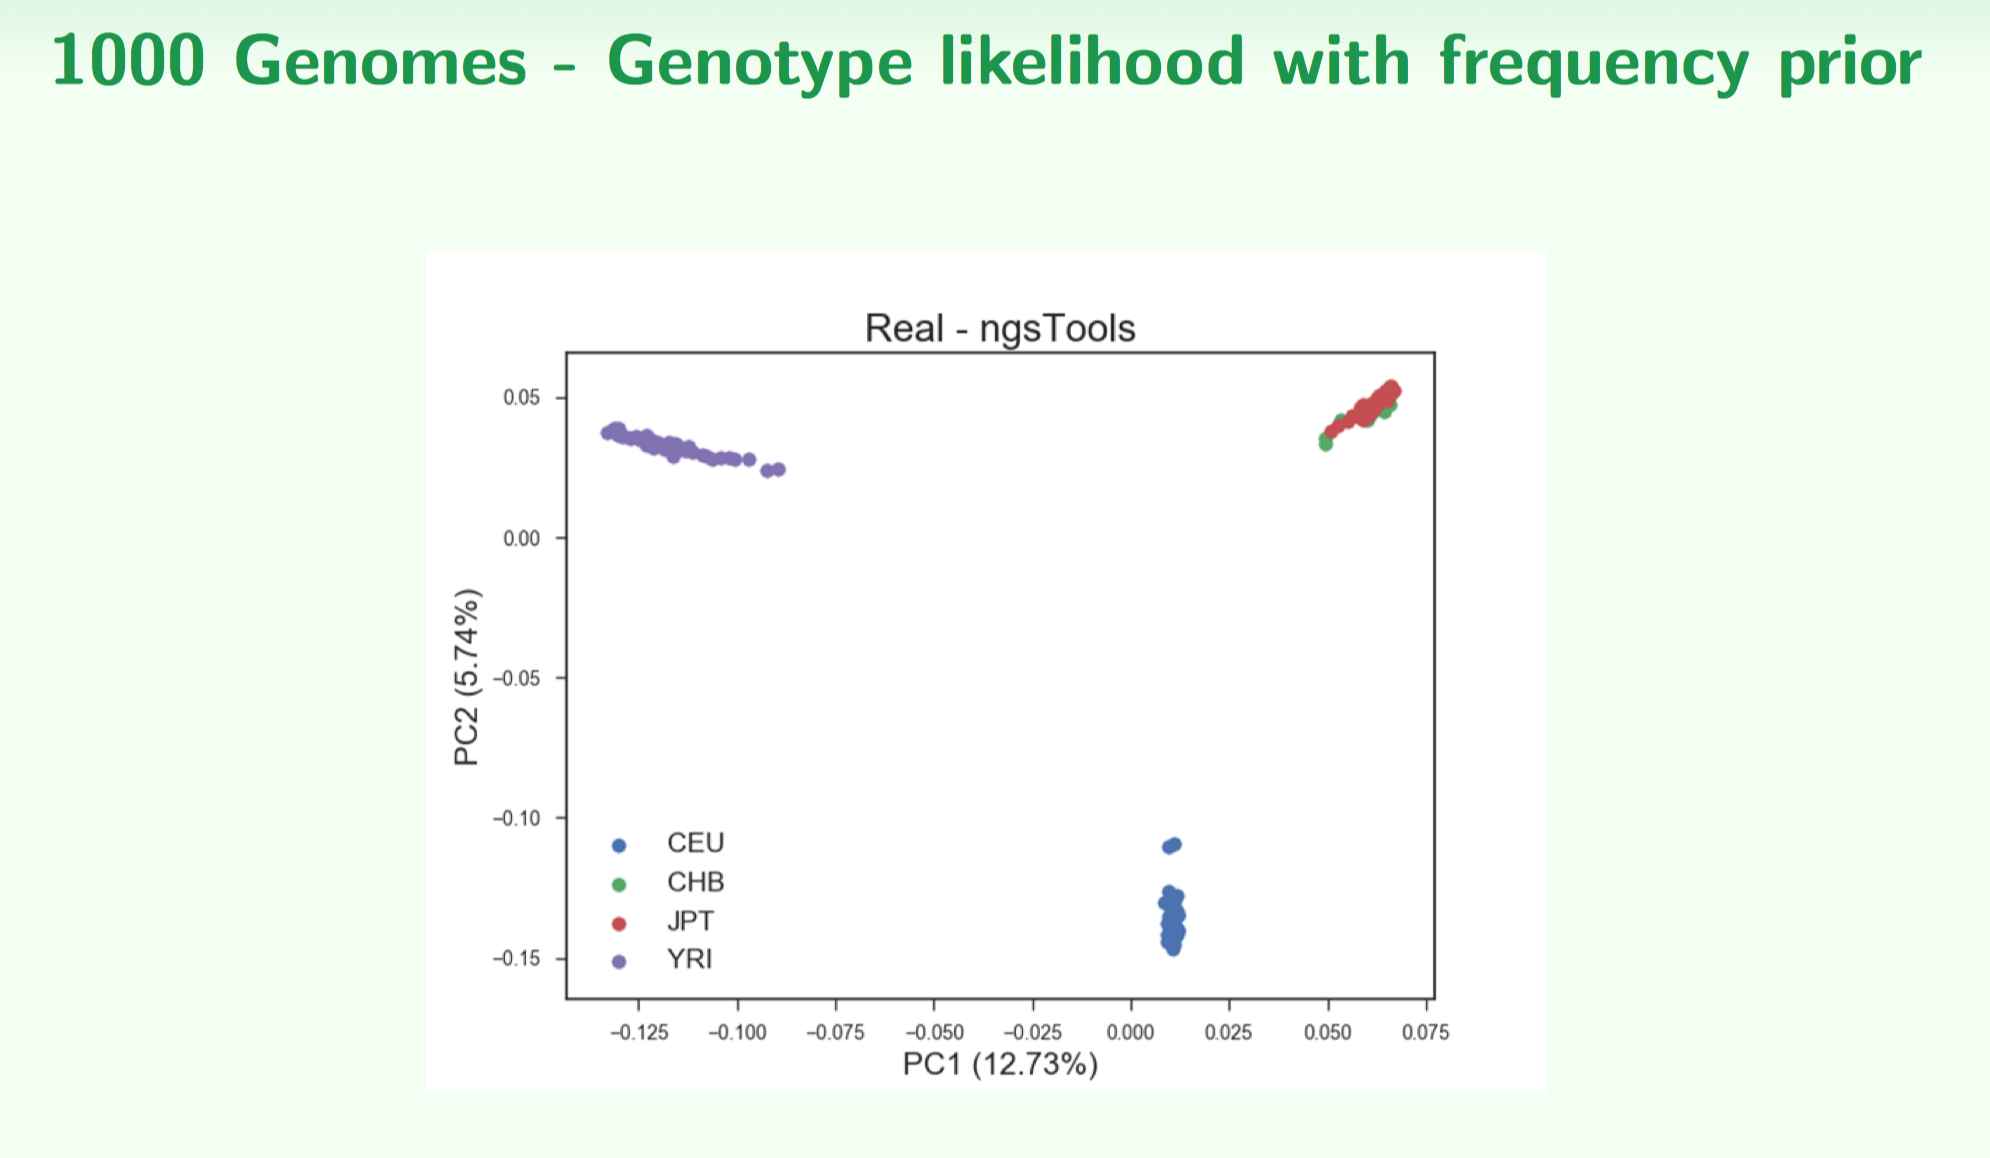 1000 Genomes - Genotype likelihood with frequency prior
Real - ngsTools
0.05
0.00
−0.05
−0.10
−0.15
PC2 (5.74%)
CEU
CHB
JPT
YRI
−0.125 −0.100 −0.075 −0.050 −0.025 0.000 0.025 0.050 0.075
PC1 (12.73%)